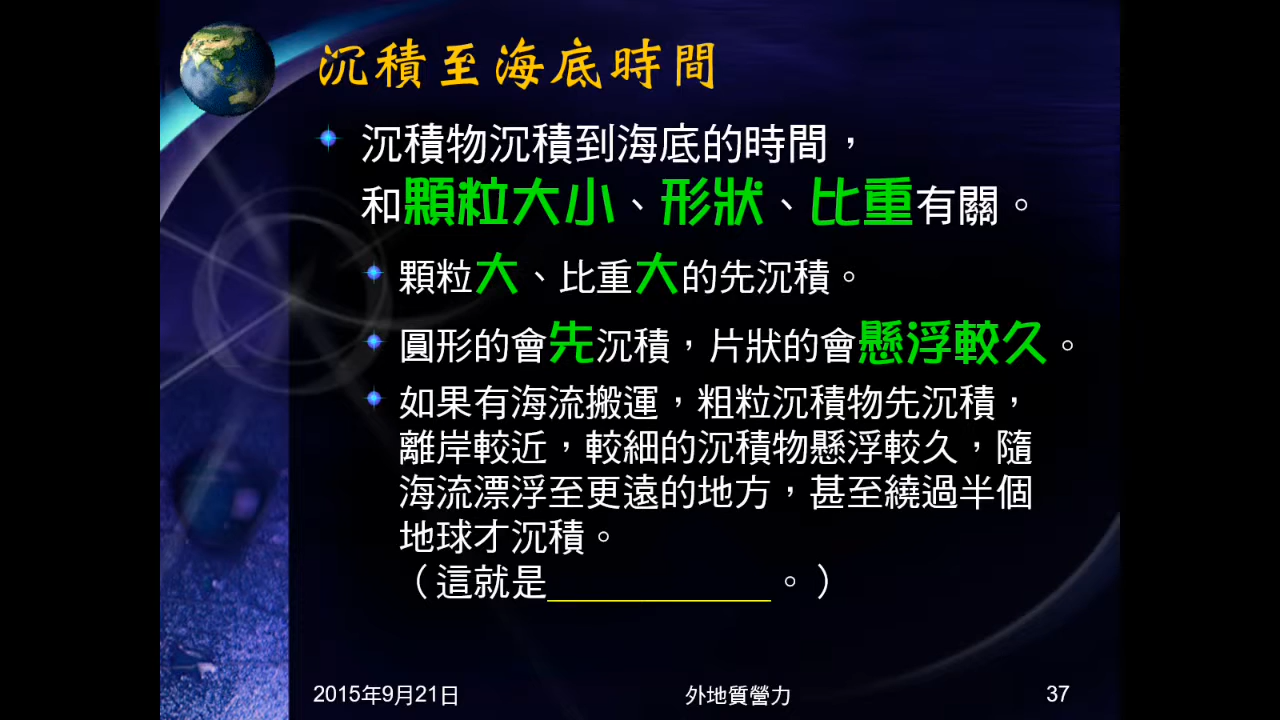 沉積至海底時間
沉積物沉積到海底的時間，
和顆粒大小、形狀、比重有關。
顆粒大、比重大的先沉積。
圓形的會先沉積，片狀的會懸浮較久。
如果有海流搬運，粗粒沉積物先沉積，
離岸較近，較細的沉積物懸浮較久，隨
海流漂浮至更遠的地方，甚至繞過半個
地球才沉積。
（這就是____________。）
2015年9月21日
外地質營力
37